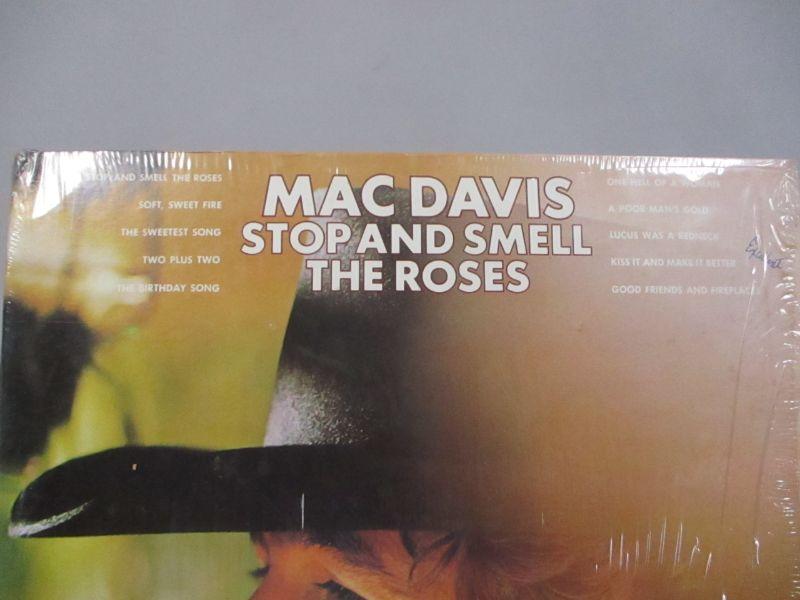 MAC DAVIS
STOP AND SMELL
THE ROSES
STOP AND SMELL THE ROSES
SOFT, SWEET FIRE
THE SWEETEST SONG
TWO PLUS TWO
THE BIRTHDAY SONG
ONE HELL OF A WOMAN
A POOR MAN'S GOLD
LUCUS WAS A REDNECK
KISS IT AND MAKE IT BETTER
GOOD FRIENDS AND FIREPLACES